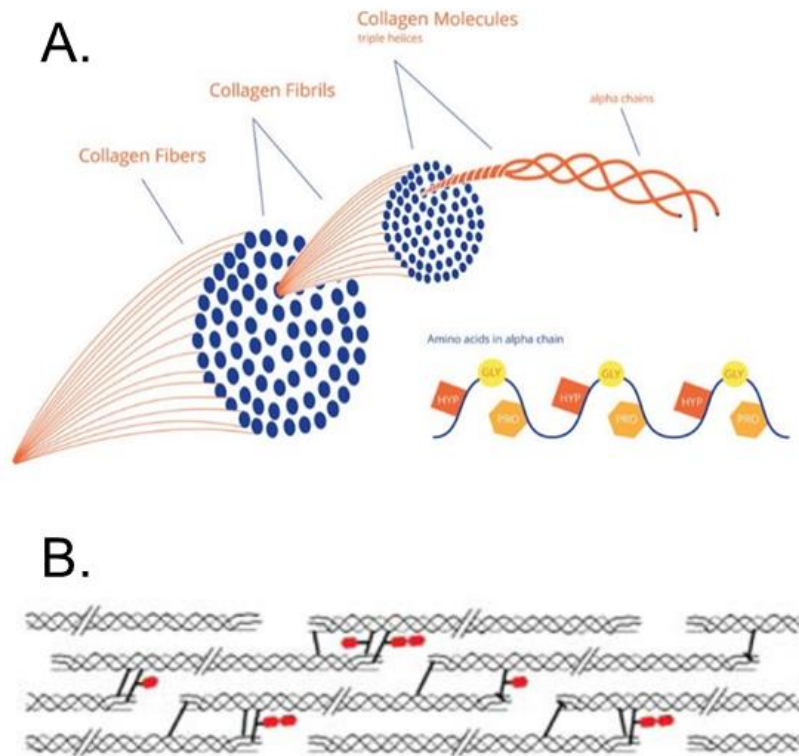 A.
Collagen Molecules
triple helices
Collagen Fibrils
alpha chains
Collagen Fibers
Amino acids in alpha chain
GLY GLY GLY
HYP HYP HYP
PRO PRO PRO
B.